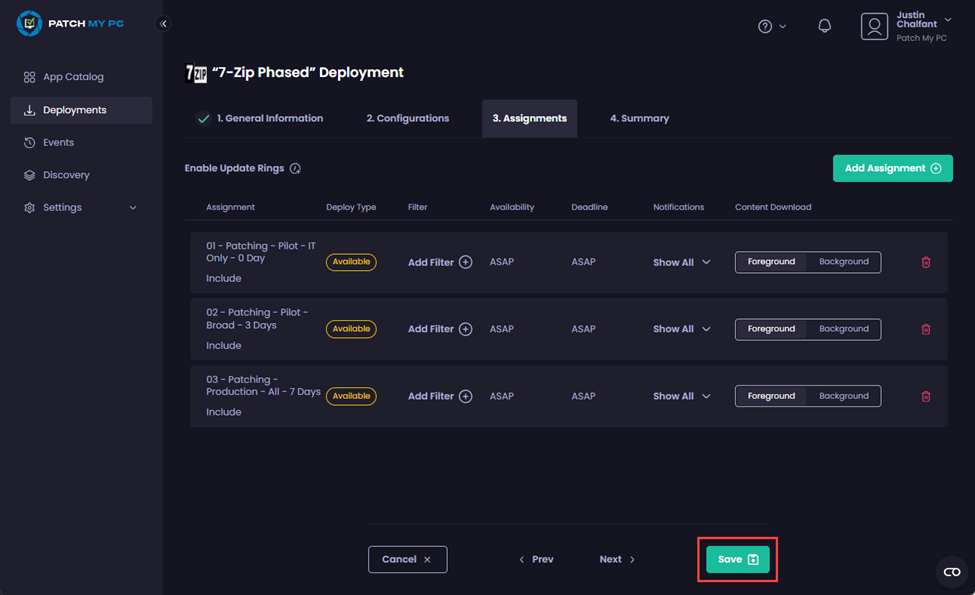 PATCH MY PC
Justin
Chalfant
Patch My PC
App Catalog
Deployments
Events
Discovery
Settings
7ZIP “7-Zip Phased” Deployment
1. General Information 2. Configurations 3. Assignments 4. Summary
Enable Update Rings
Add Assignment
Assignment Deploy Type Filter Availability Deadline Notifications Content Download
01 - Patching - Pilot - IT
Only - 0 Day
Include
Available Add Filter ASAP ASAP Show All Foreground Background
02 - Patching - Pilot -
Broad - 3 Days
Include
Available Add Filter ASAP ASAP Show All Foreground Background
03 - Patching -
Production - All - 7 Days
Include
Available Add Filter ASAP ASAP Show All Foreground Background
Cancel Prev Next Save